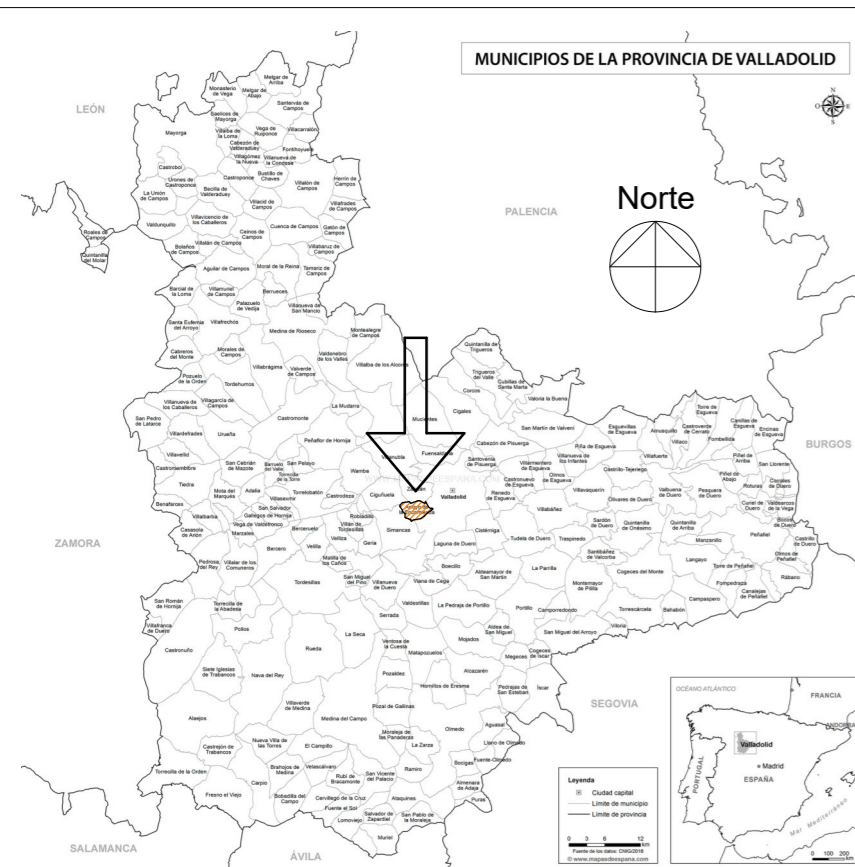 MUNICIPIOS DE LA PROVINCIA DE VALLADOLID
N
O
E
S
Norte
LEÓN
PALENCIA
BURGOS
ZAMORA
SEGOVIA
SALAMANCA
ÁVILA
Melgar de
Arriba
Monasterio
de Vega
Melgar de
Abajo
Santervás de
Campos
Saelices de
Mayorga
Mayorga
Villalba de
la Loma
Vega de
Ruiponce
Villacarralón
Cabezón de
Valderaduey
Fontihoyuelo
Villagómez
la Nueva
Villanueva de
la Condesa
Castrobol
Urones de
Castroponce
Castroponce
Bustillo de
Chaves
Herrín de
Campos
La Unión
de Campos
Becilla de
Valderaduey
Villalón de
Campos
Villacid de
Campos
Villafrades
de Campos
Valdunquillo
Villavicencio de
los Caballeros
Ceinos de
Campos
Cuenca de Campos
Gatón de
Campos
Roales de
Campos
Quintanilla
del Molar
Bolaños
de Campos
Villalán de Campos
Villabaruz de
Campos
Aguilar de Campos
Moral de la Reina
Tamariz de
Campos
Barcial de
la Loma
Villamuriel
de Campos
Berrueces
Palazuelo
de Vedija
Villanueva de
San Mancio
Santa Eufemia
del Arroyo
Villafrechós
Medina de Rioseco
Montealegre
de Campos
Cabreros
del Monte
Morales de
Campos
Valdenebro
de los Valles
Villalba de los Alcores
Quintanilla de
Trigueros
Pozuelo
de la Orden
Villabrágima
Valverde
de Campos
Trigueros
del Valle
Cubillas de
Santa Marta
Tordehumos
Corcos
Valoria la Buena
Villanueva de
los Caballeros
Villagarcía de
Campos
La Mudarra
Mucientes
Cigales
San Pedro
de Latarce
Castromonte
San Martín de Valvení
Esguevillas
de Esgueva
Torre de
Esgueva
Canillas de
Esgueva
Encinas
de Esgueva
Amusquillo
Castroverde
de Cerrato
Villardefrades
Urueña
Peñaflor de Hornija
Cabezón de Pisuerga
Piña de Esgueva
Villaco
Fombellida
Villavellid
Villanubla
Fuensaldaña
Santovenia
de Pisuerga
Villarmentero
de Esgueva
Villanueva de
los Infantes
Villafuerte
Piñel de
Arriba
San Llorente
Castromembibre
San Cebrián
de Mazote
Barruelo
del Valle
San Pelayo
Torrecilla
de la Torre
Wamba
Castronuevo
de Esgueva
Olmos
de Esgueva
Castrillo-Tejeriego
Piñel de
Abajo
Roturas
Corrales
de Duero
Tiedra
Mota del
Marqués
Adalia
Torrelobatón
Castrodeza
Ciguñuela
Zaratán
Valladolid
Renedo
de Esgueva
Villavaquerín
Valbuena
de Duero
Pesquera
de Duero
Curiel de
Duero
Valdearcos
de la Vega
Benafarces
Villasexmir
San Salvador
Olivares de Duero
Bocos
de Duero
Villalbarba
Gallegos de Hornija
Robladillo
Villabáñez
Casasola
de Arión
Vega de Valdetronco
Berceruelo
Villán de
Tordesillas
Simancas
Cistérniga
Sardón
de Duero
Quintanilla
de Onésimo
Quintanilla
de Arriba
Peñafiel
Castrillo
de Duero
Marzales
Velliza
Geria
Laguna de Duero
Tudela de Duero
Traspinedo
Manzanillo
Bercero
Velilla
Matilla de
los Caños
Santibáñez
de Valcorba
Langayo
Torre de Peñafiel
Olmos de
Peñafiel
Pedrosa
del Rey
Villalar de los
Comuneros
Boecillo
Aldeamayor de
San Martín
La Parrilla
Cogeces del Monte
Fompedraza
Rábano
Tordesillas
San Miguel
del Pino
Villanueva
de Duero
Viana de Cega
Montemayor
de Pililla
Campaspero
Canalejas
de Peñafiel
San Román
de Hornija
Torrecilla de
la Abadesa
Valdestillas
La Pedraja de Portillo
Portillo
Camporredondo
Torrescárcela
Bahabón
Serrada
Villafranca
de Duero
Pollos
Aldea de
San Miguel
San Miguel del Arroyo
Viloria
Castronuño
La Seca
Ventosa de
la Cuesta
Matapozuelos
Mojados
Megeces
Cogeces
de Íscar
Rueda
Siete Iglesias
de Trabancos
Nava del Rey
Pozaldez
Alcazarén
Hornillos de Eresma
Pedrajas de
San Esteban
Íscar
Villaverde
de Medina
Pozal de Gallinas
Alaejos
Medina del Campo
Moraleja de
las Panaderas
Olmedo
Aguasal
Castrejón de
Trabancos
Nueva Villa de
las Torres
El Campillo
La Zarza
Llano de Olmedo
Torrecilla de la Orden
Brahojos de
Medina
Velascálvaro
Rubí de
Bracamonte
San Vicente
del Palacio
Ramiro
Bocigas
Fuente-Olmedo
Fresno el Viejo
Carpio
Bobadilla del
Campo
Cervillego de la Cruz
Ataquines
Almenara
de Adaja
Fuente el Sol
Puras
Lomoviejo
Salvador de
Zapardiel
San Pablo de
la Moraleja
Muriel
Leyenda
Ciudad capital
Límite de municipio
Límite de provincia
0 3 6 12
km
Fuente de los datos: CNIG/2018
© www.mapasdeespana.com
OCÉANO ATLÁNTICO
FRANCIA
ANDORRA
Valladolid
Madrid
ESPAÑA
PORTUGAL
Mar Mediterráneo
0 100 200
km